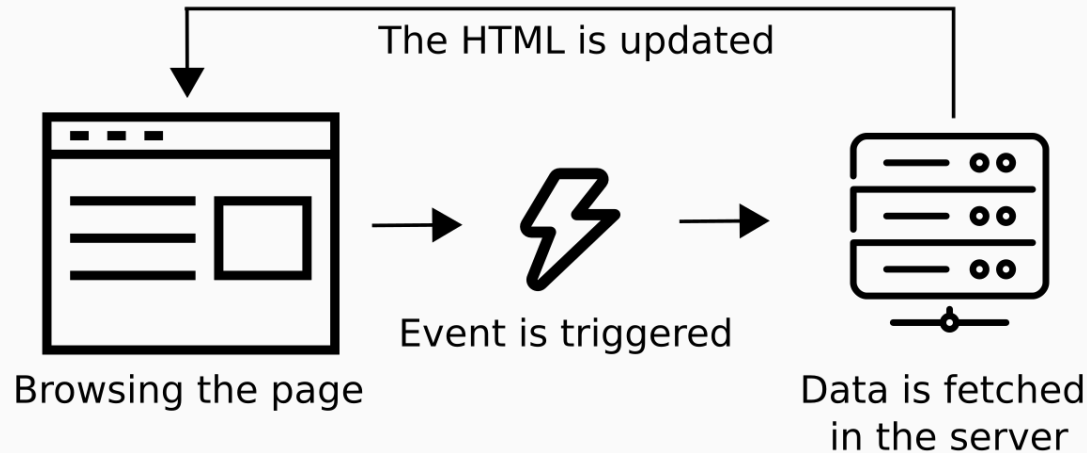 The HTML is updated
Event is triggered
Browsing the page
Data is fetched
in the server